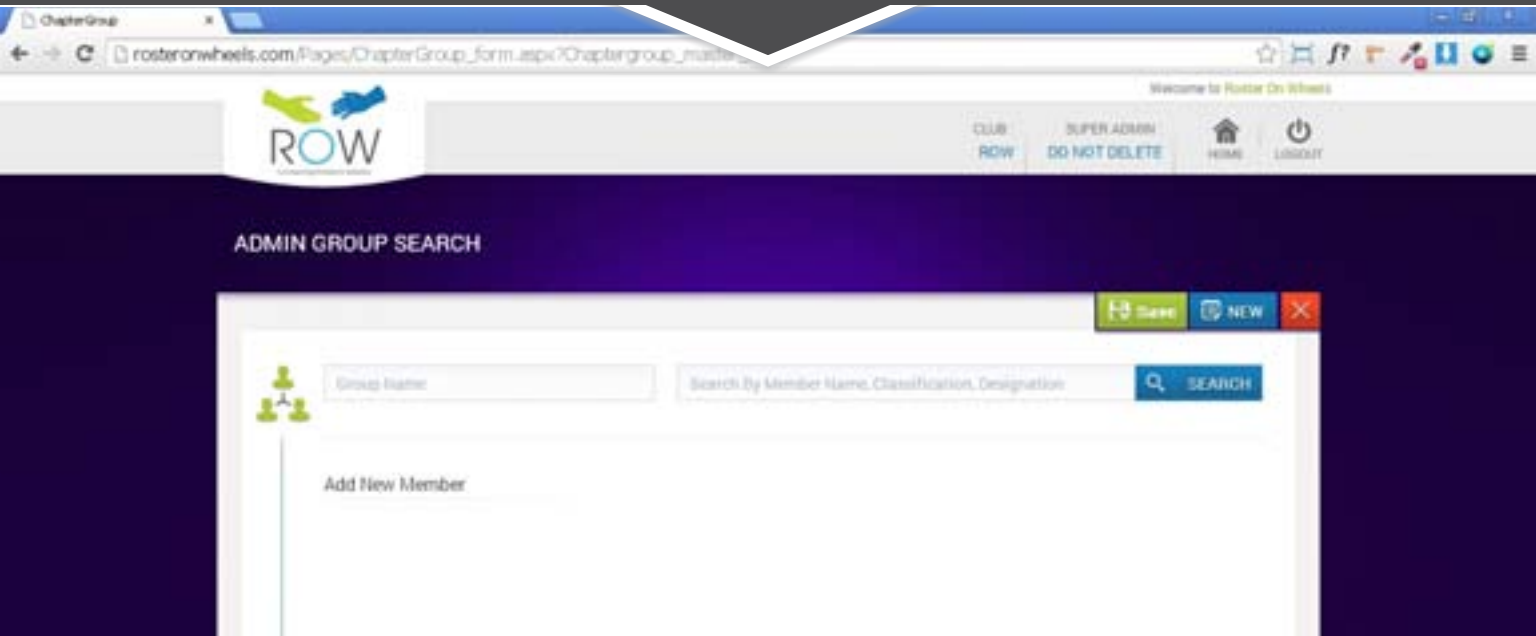 ChapterGroup
rosteronwheels.com/Pages/ChapterGroup_form.aspx?Chaptergroup_master_
Welcome to Roster On Wheels
ROW
CLUB
ROW
SUPER ADMIN
DO NOT DELETE
HOME
LOGOUT
ADMIN GROUP SEARCH
Save
NEW
Group Name
Search By Member Name, Classification, Designation
SEARCH
Add New Member